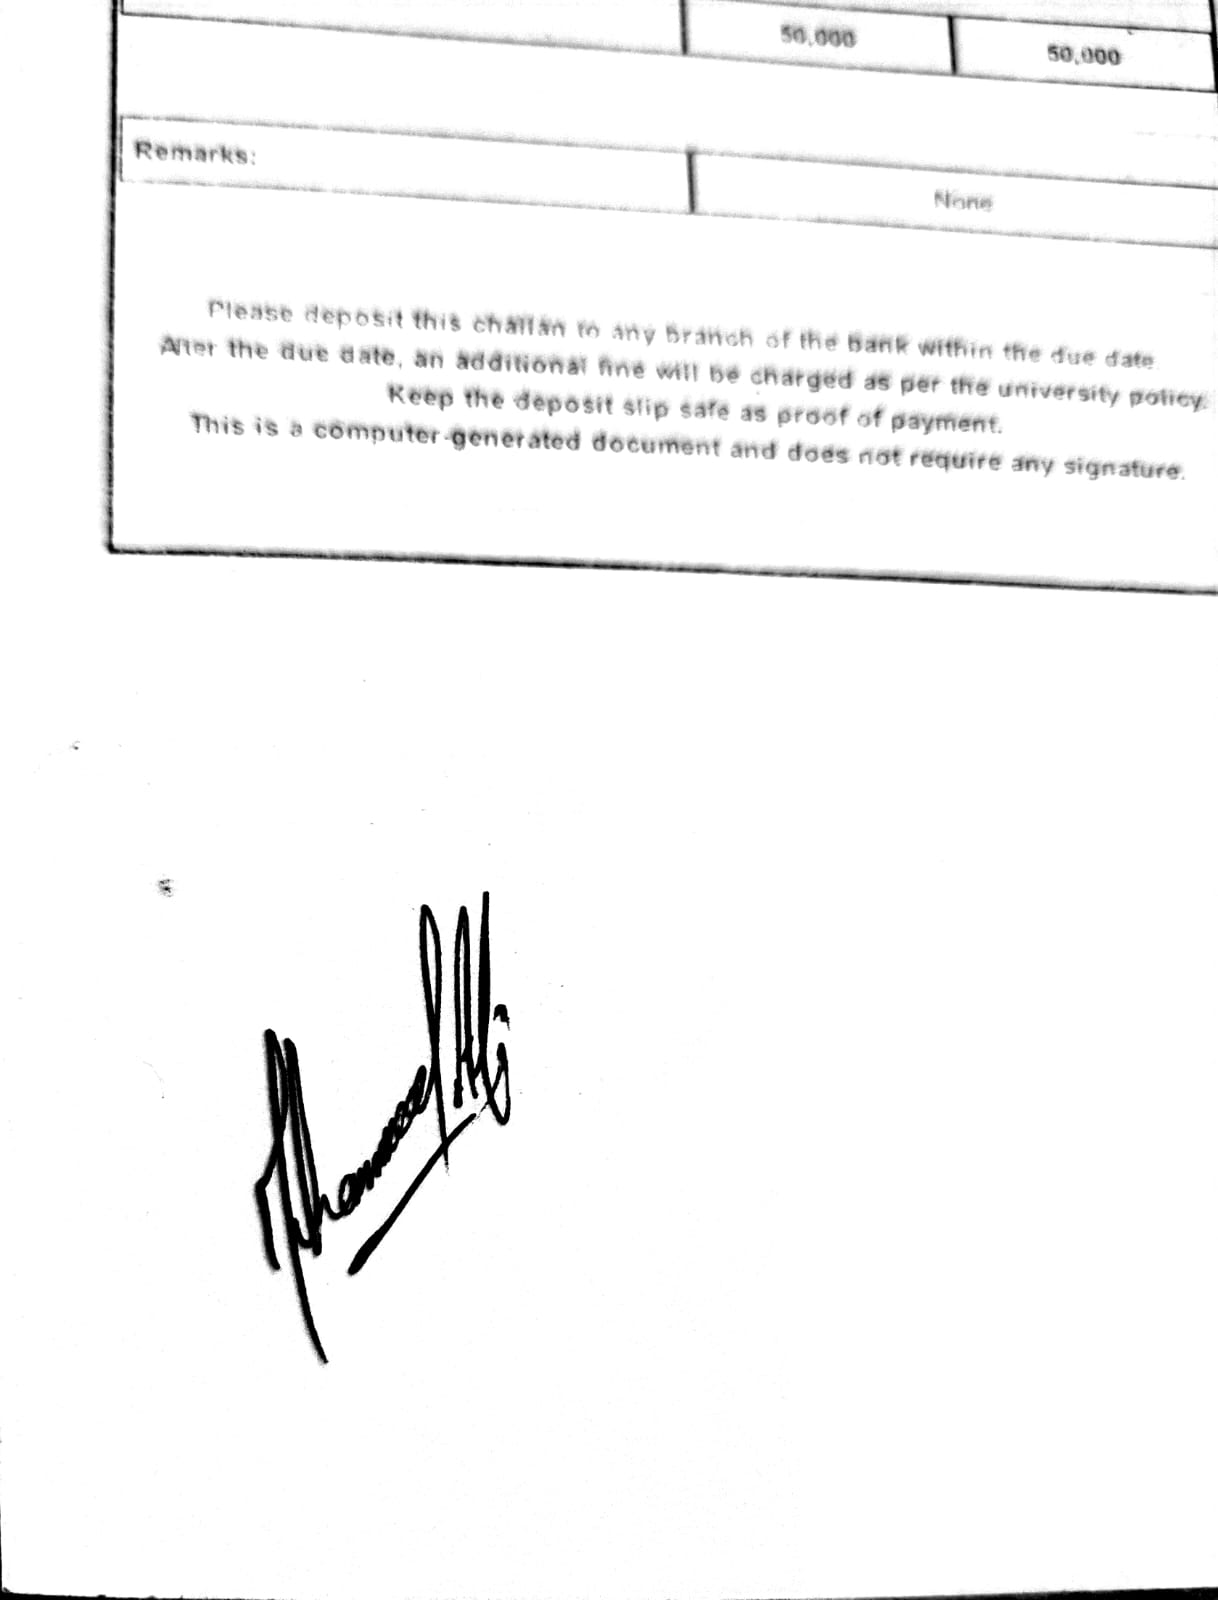 50,000 50,000
Remarks: None
Please deposit this challan to any branch of the bank within the due date.
After the due date, an additional fine will be charged as per the university policy.
Keep the deposit slip safe as proof of payment.
This is a computer-generated document and does not require any signature.
Ali